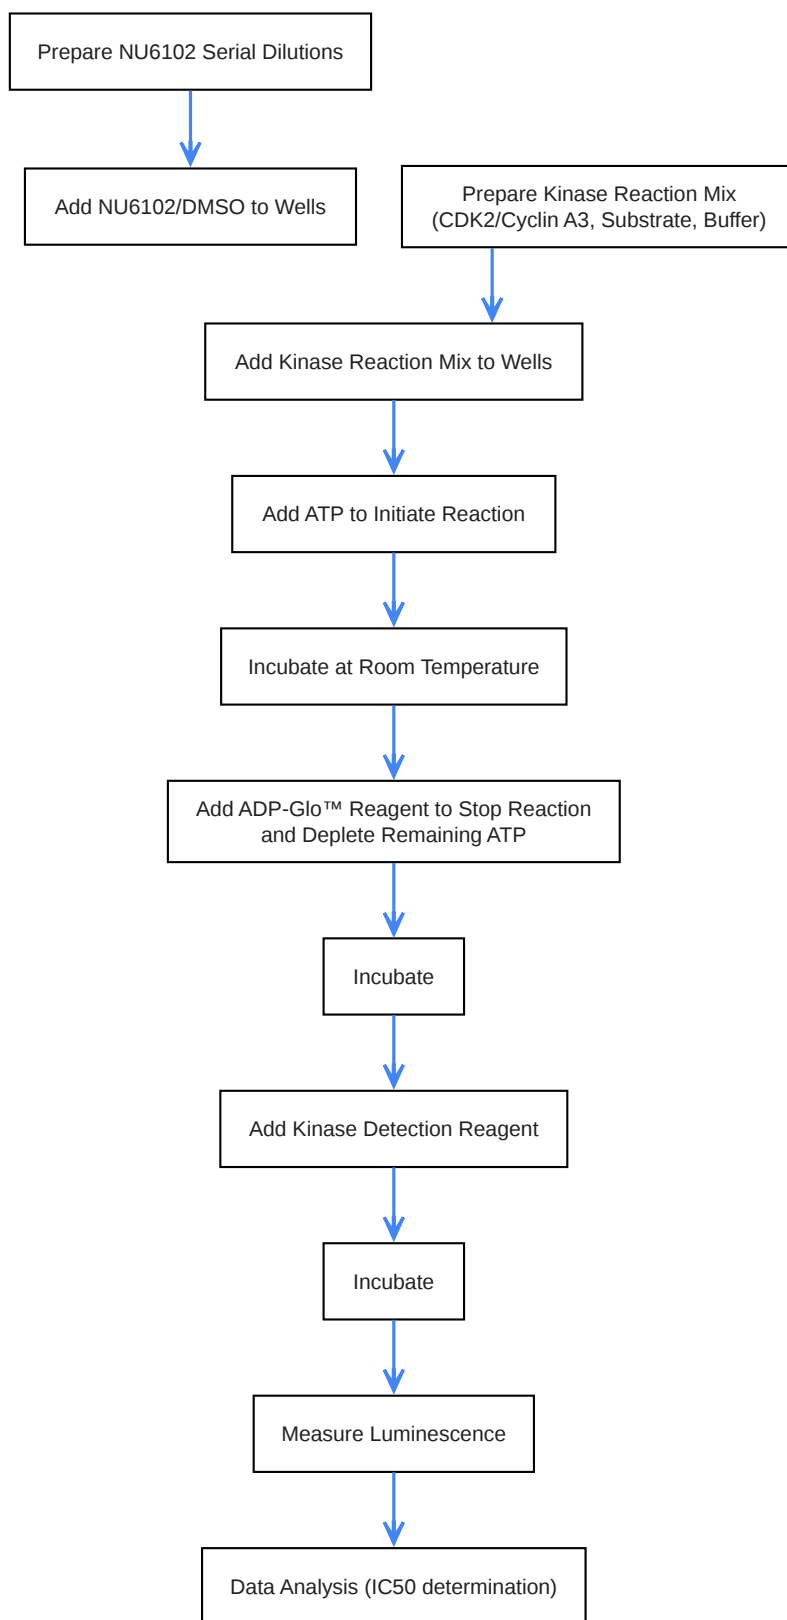 Prepare NU6102 Serial Dilutions
Add NU6102/DMSO to Wells
Prepare Kinase Reaction Mix
(CDK2/Cyclin A3, Substrate, Buffer)
Add Kinase Reaction Mix to Wells
Add ATP to Initiate Reaction
Incubate at Room Temperature
Add ADP-Glo™ Reagent to Stop Reaction
and Deplete Remaining ATP
Incubate
Add Kinase Detection Reagent
Incubate
Measure Luminescence
Data Analysis (IC50 determination)